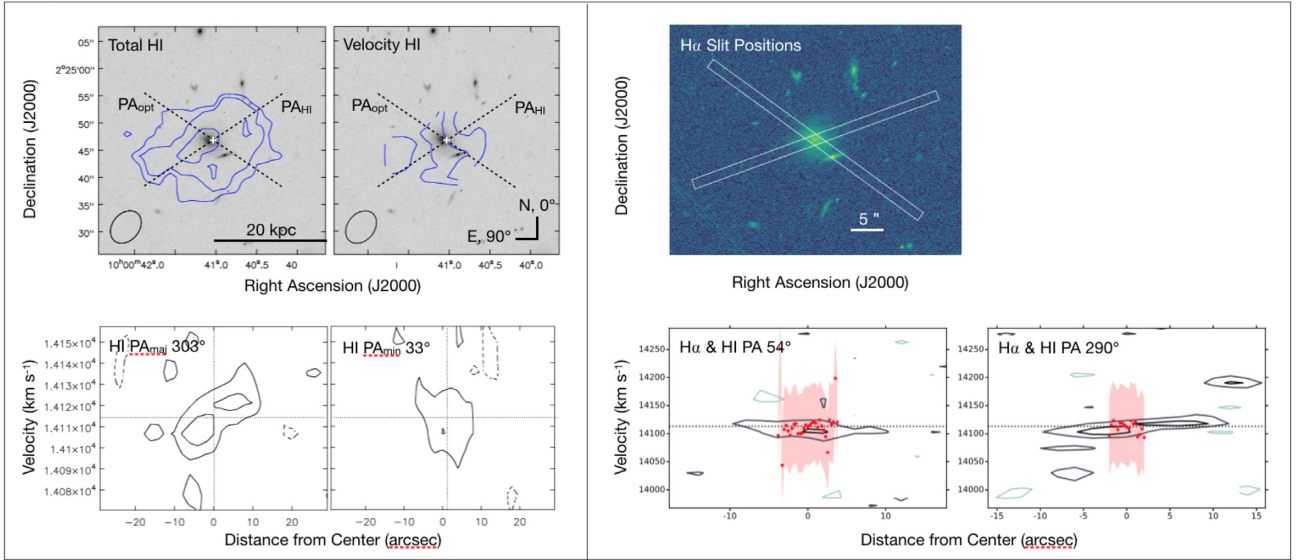 Total HI
Velocity HI
Hα Slit Positions
05"
2°25'00"
55"
50"
45"
40"
35"
30"
PAopt
PAHI
PAopt
PAHI
20 kpc
N, 0°
E, 90°
5 "
Declination (J2000)
Declination (J2000)
10ʰ00ᵐ42ˢ.0
41ˢ.0
40ˢ.5
40
41ˢ.0
40ˢ.5
40ˢ.0
Right Ascension (J2000)
Right Ascension (J2000)
HI PAmaj 303°
HI PAmin 33°
Hα & HI PA 54°
Hα & HI PA 290°
1.415×10⁴
1.414×10⁴
1.413×10⁴
1.412×10⁴
1.411×10⁴
1.41×10⁴
1.409×10⁴
1.408×10⁴
14250
14200
14150
14100
14050
14000
14250
14200
14150
14100
14050
14000
Velocity (km s⁻¹)
Velocity (km s⁻¹)
−20 −10 0 10 20
−20 −10 0 10 20
-10 0 10
-15 -10 -5 0 5 10 15
Distance from Center (arcsec)
Distance from Center (arcsec)